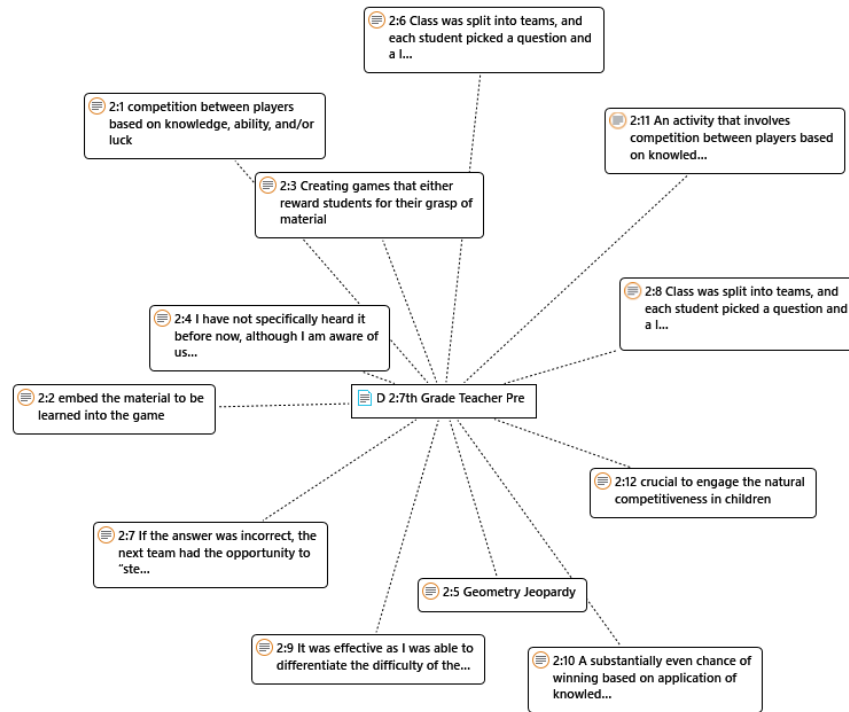 2:6 Class was split into teams, and
each student picked a question and
a l...
2:1 competition between players
based on knowledge, ability, and/or
luck
2:11 An activity that involves
competition between players based
on knowled...
2:3 Creating games that either
reward students for their grasp of
material
2:8 Class was split into teams, and
each student picked a question and
a l...
2:4 I have not specifically heard it
before now, although I am aware of
us...
2:2 embed the material to be
learned into the game
D 2:7th Grade Teacher Pre
2:12 crucial to engage the natural
competitiveness in children
2:7 If the answer was incorrect, the
next team had the opportunity to
"ste...
2:5 Geometry Jeopardy
2:9 It was effective as I was able to
differentiate the difficulty of the...
2:10 A substantially even chance of
winning based on application of
knowled...